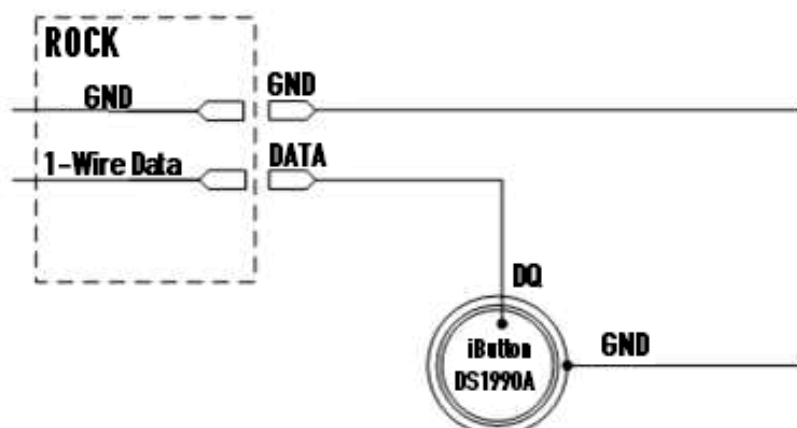 ROCK
GND
GND
1-Wire Data
DATA
DQ
iButton
DS1990A
GND